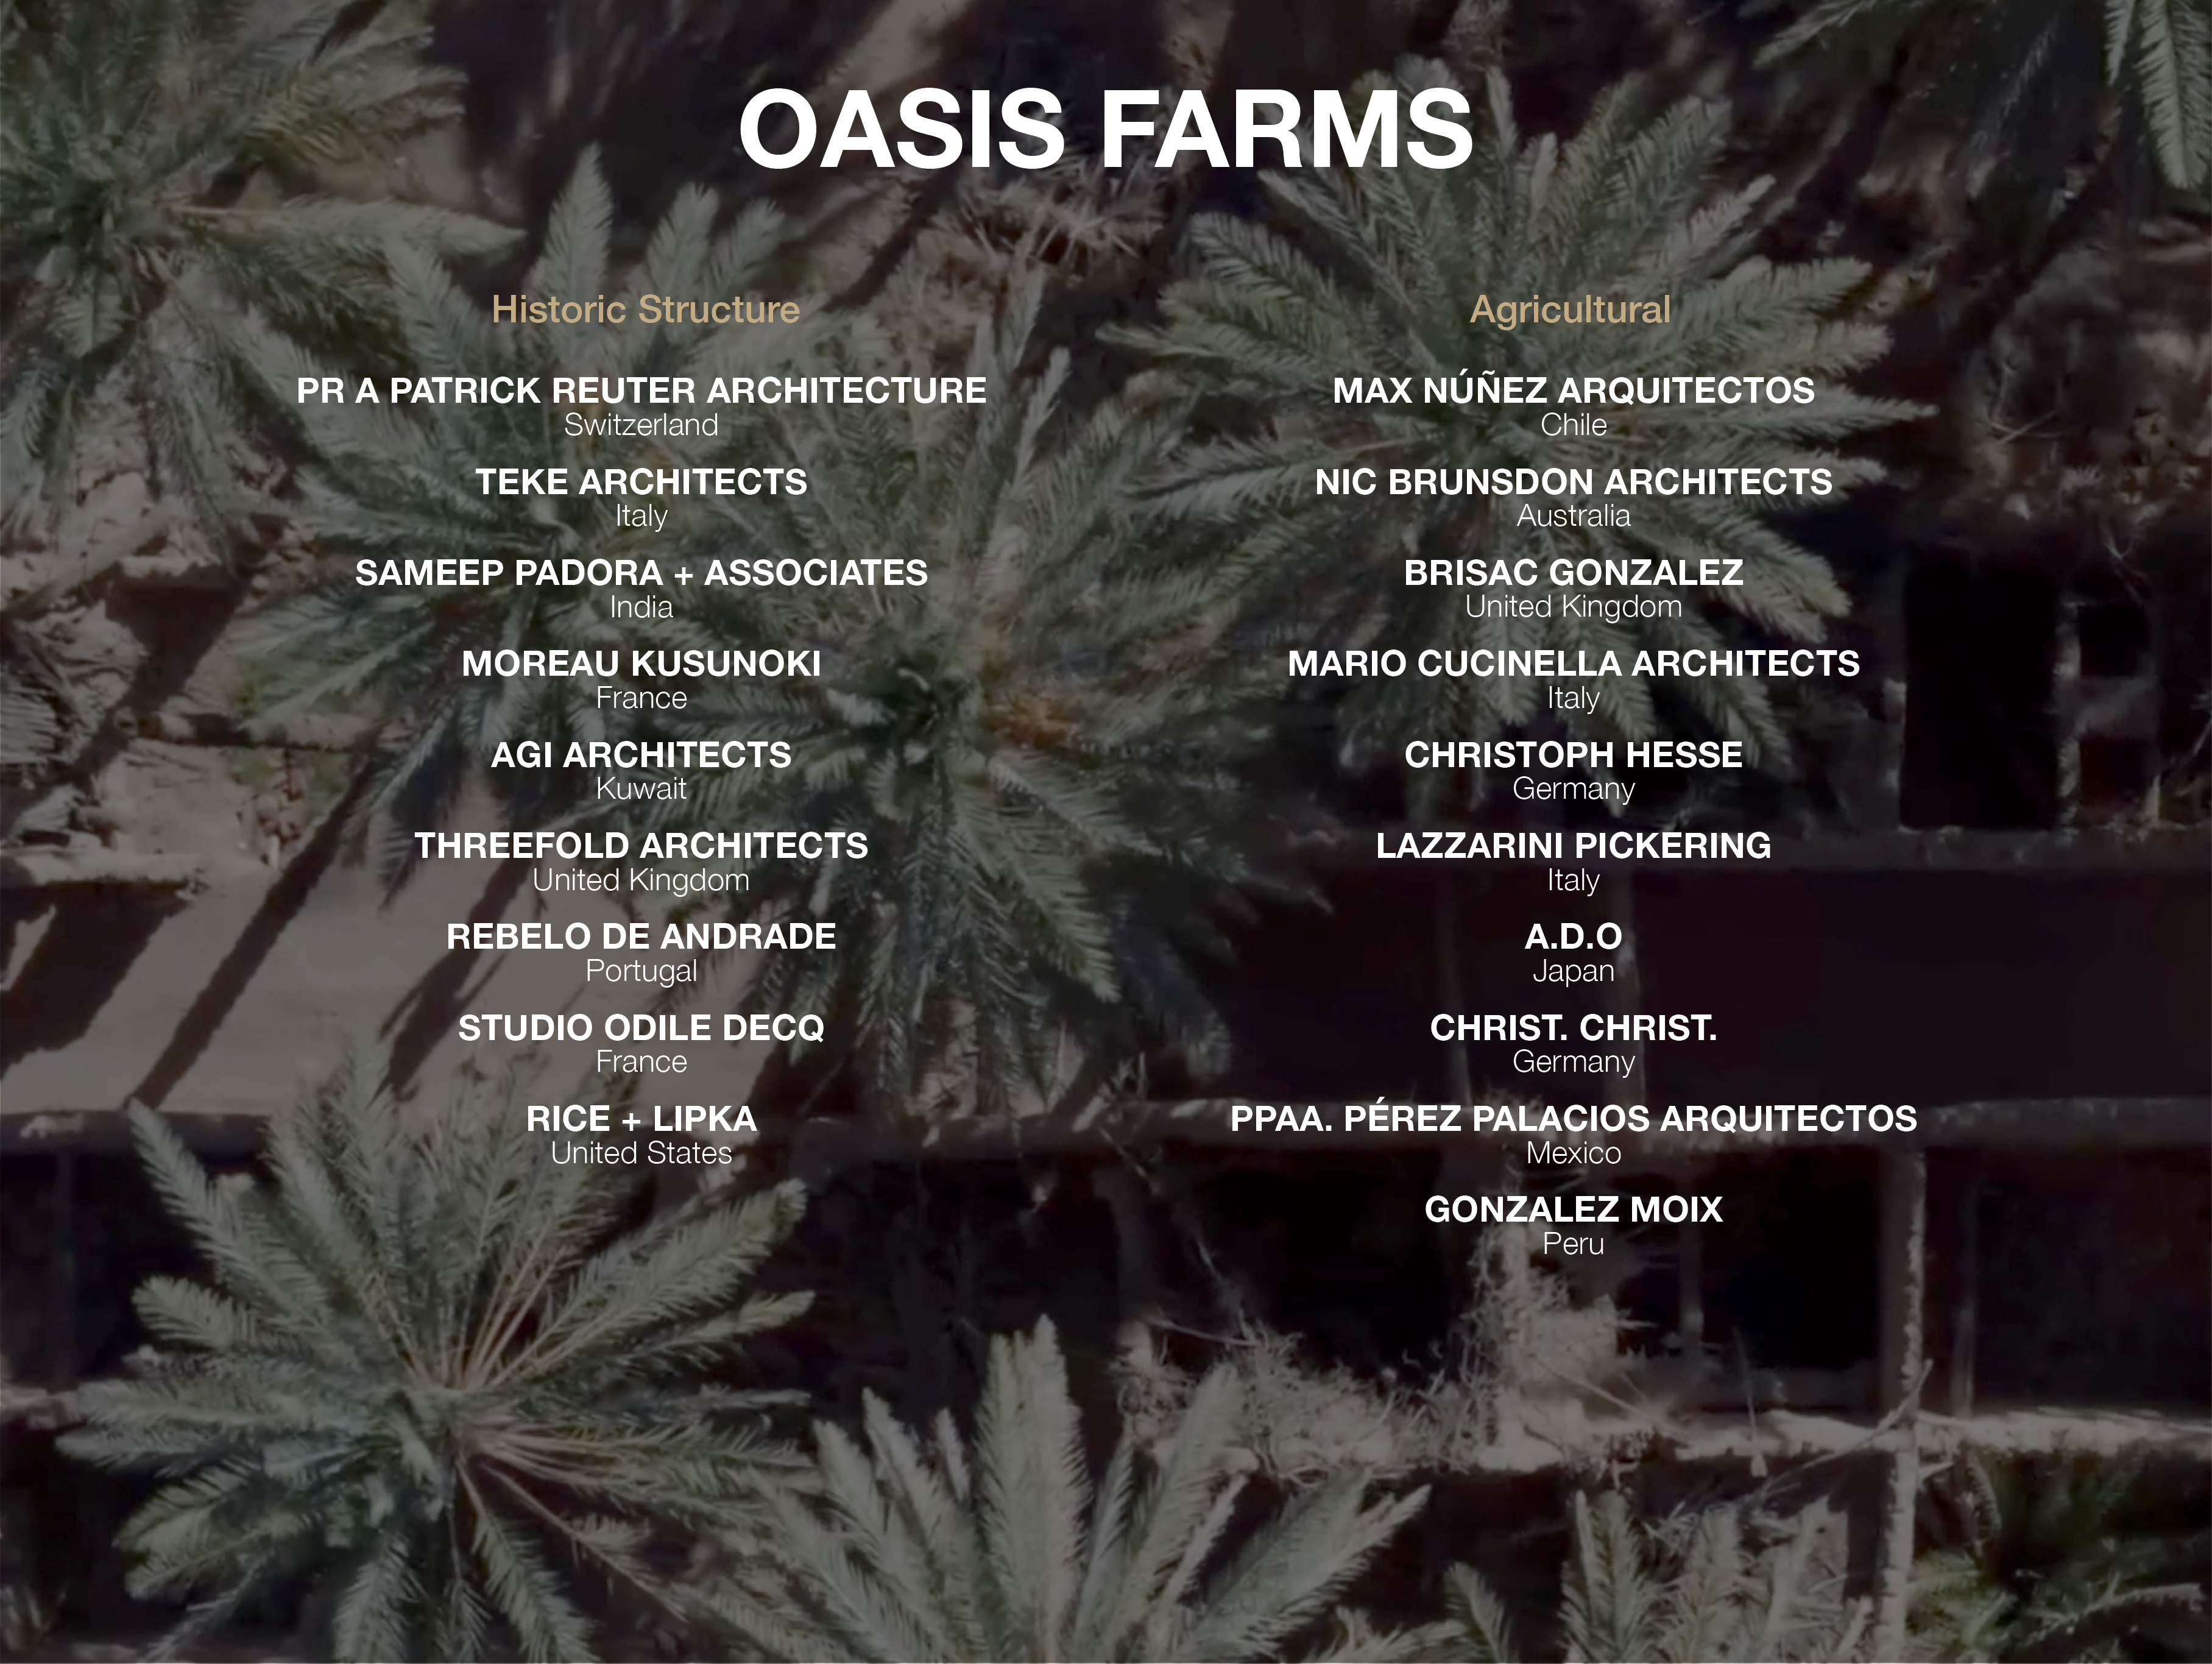 OASIS FARMS
Historic Structure
PR A PATRICK REUTER ARCHITECTURE
Switzerland
TEKE ARCHITECTS
Italy
SAMEEP PADORA + ASSOCIATES
India
MOREAU KUSUNOKI
France
AGI ARCHITECTS
Kuwait
THREEFOLD ARCHITECTS
United Kingdom
REBELO DE ANDRADE
Portugal
STUDIO ODILE DECQ
France
RICE + LIPKA
United States
Agricultural
MAX NÚÑEZ ARQUITECTOS
Chile
NIC BRUNSDON ARCHITECTS
Australia
BRISAC GONZALEZ
United Kingdom
MARIO CUCINELLA ARCHITECTS
Italy
CHRISTOPH HESSE
Germany
LAZZARINI PICKERING
Italy
A.D.O
Japan
CHRIST. CHRIST.
Germany
PPAA. PÉREZ PALACIOS ARQUITECTOS
Mexico
GONZALEZ MOIX
Peru